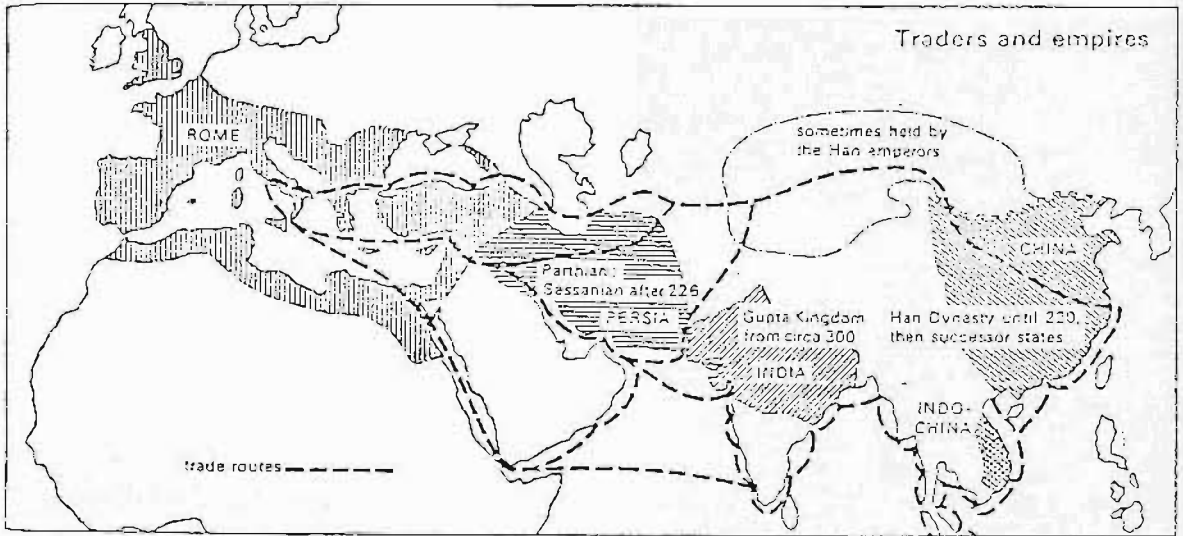 Traders and empires
ROME
sometimes held by
the Han emperors
CHINA
Parthian:
Sassanian after 226
PERSIA
Gupta Kingdom
from circa 300
INDIA
Han Dynasty until 220,
then successor states
INDO-
CHINA
trade routes